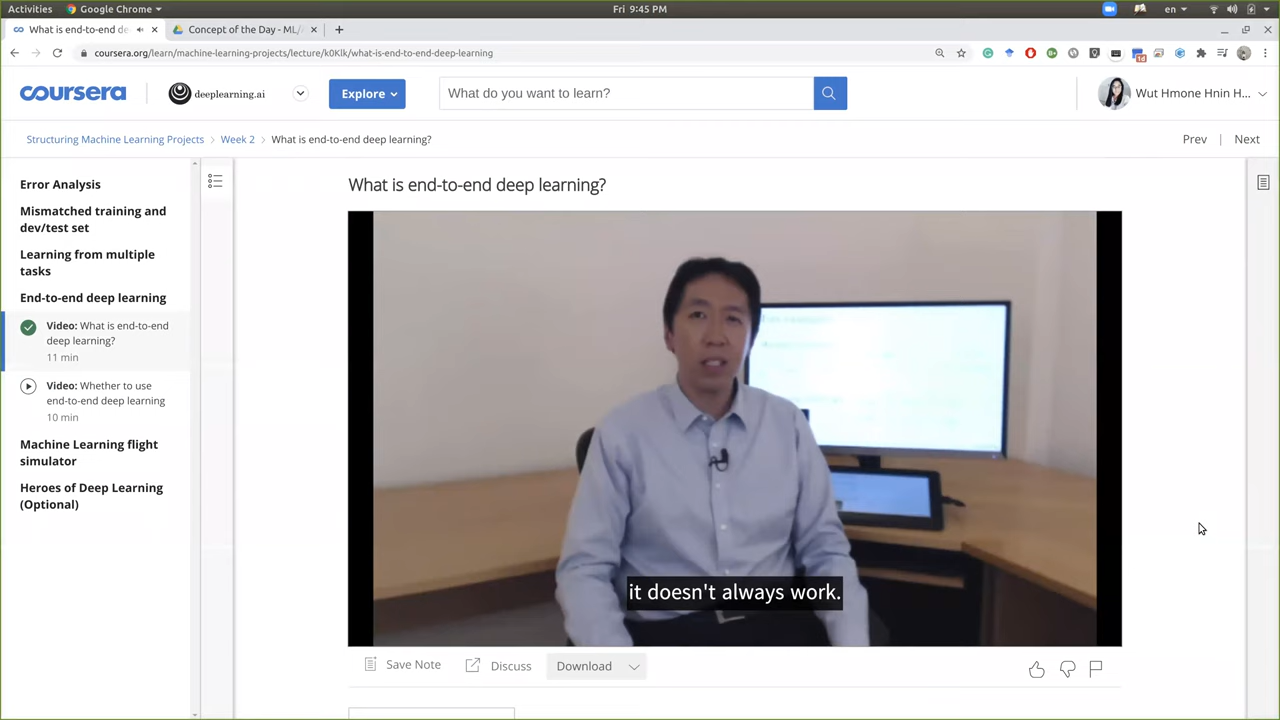 Activities
Google Chrome
Fri 9:45 PM
en
What is end-to-end de
Concept of the Day - ML/
coursera.org/learn/machine-learning-projects/lecture/k0Klk/what-is-end-to-end-deep-learning
coursera
deeplearning.ai
Explore
What do you want to learn?
Wut Hmone Hnin H...
Structuring Machine Learning Projects > Week 2 > What is end-to-end deep learning?
Prev | Next
Error Analysis
Mismatched training and
dev/test set
Learning from multiple
tasks
End-to-end deep learning
Video: What is end-to-end
deep learning?
11 min
Video: Whether to use
end-to-end deep learning
10 min
Machine Learning flight
simulator
Heroes of Deep Learning
(Optional)
What is end-to-end deep learning?
it doesn't always work.
Save Note
Discuss
Download